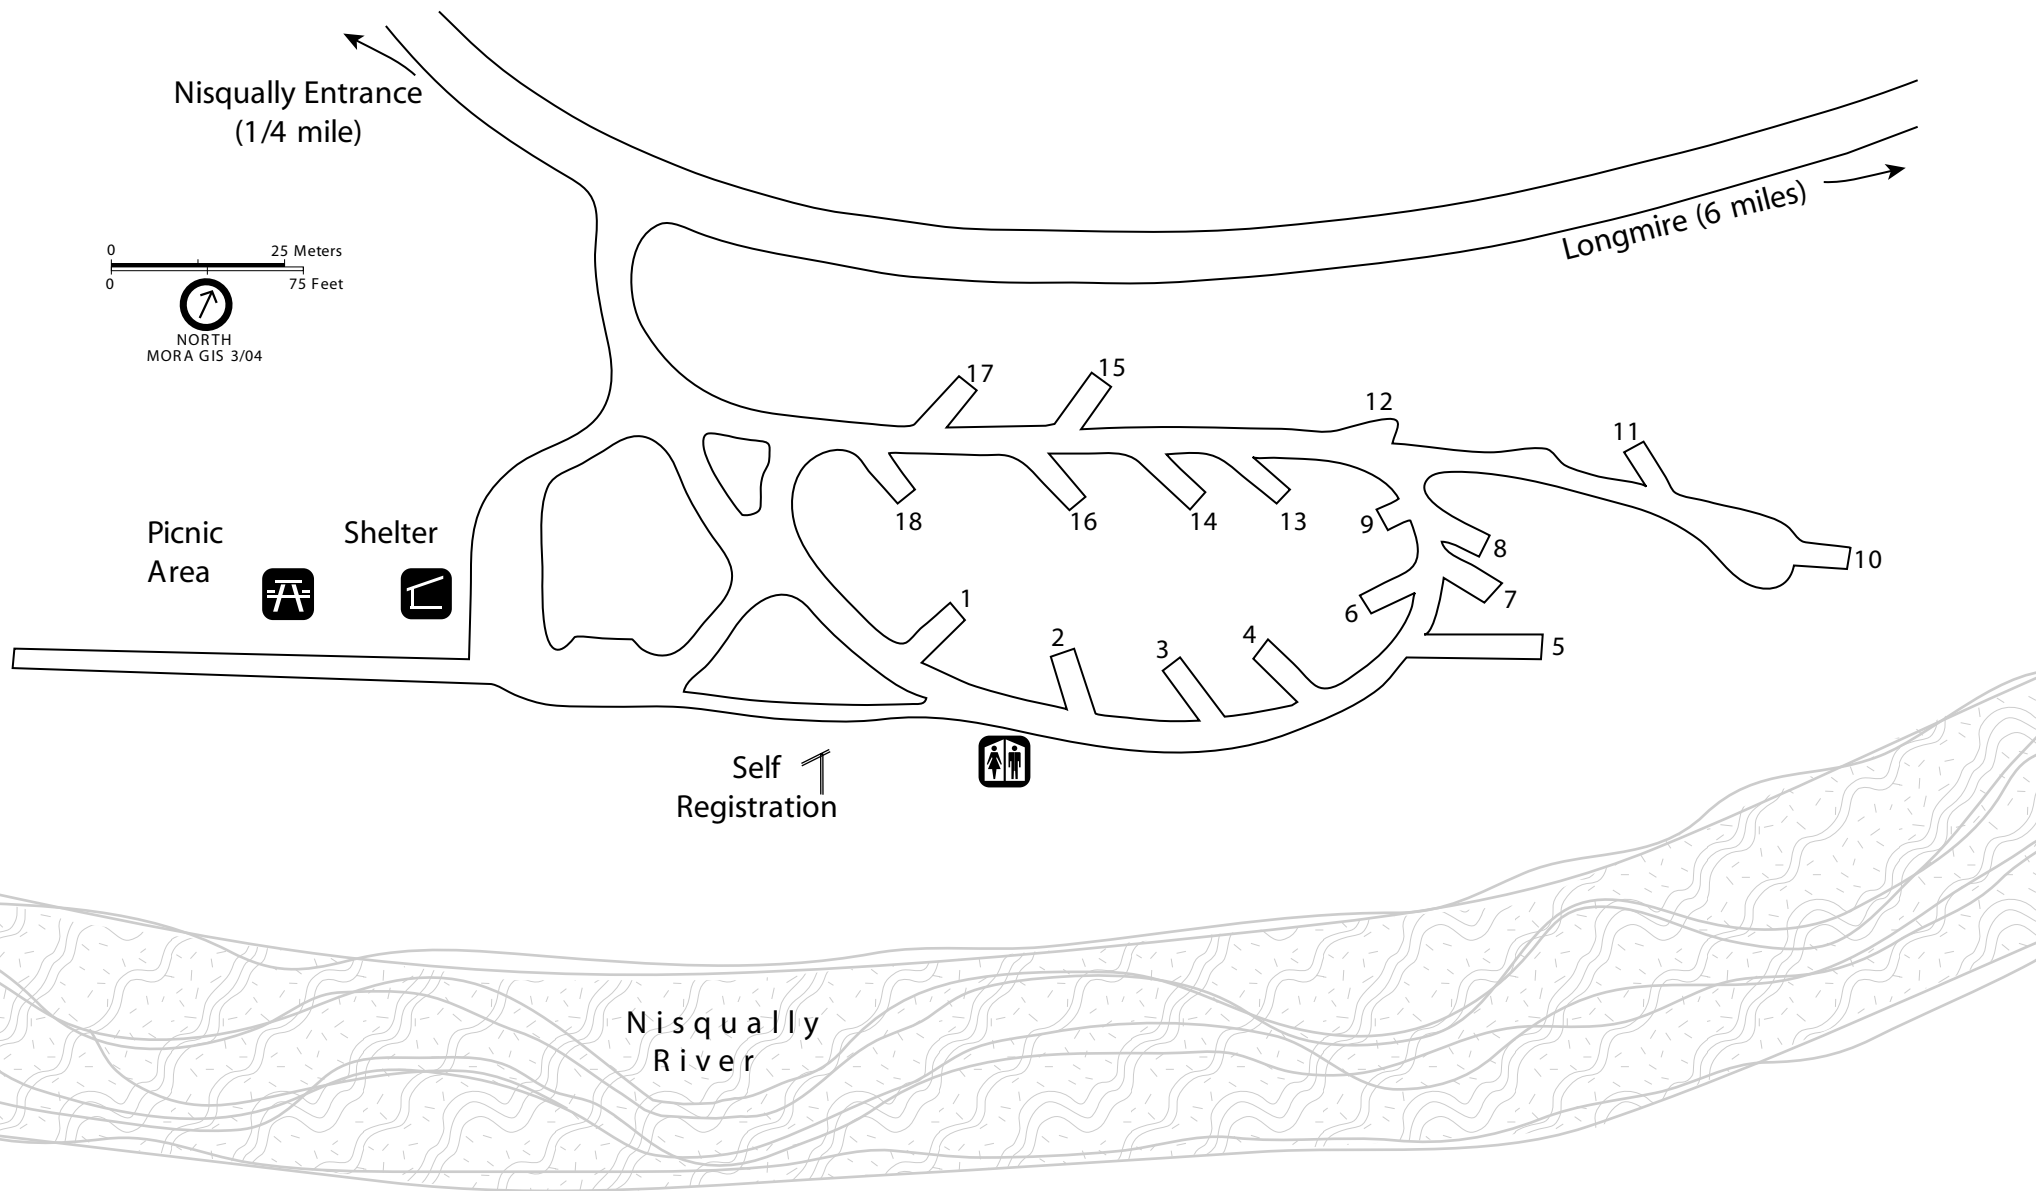 Nisqually Entrance
(1/4 mile)
Longmire (6 miles)
0 25 Meters
0 75 Feet
NORTH
MORA GIS 3/04
17
15
12
11
18
16
14
13
9
8
10
7
6
5
1
2
3
4
Picnic
Area
Shelter
Self
Registration
Nisqually
River